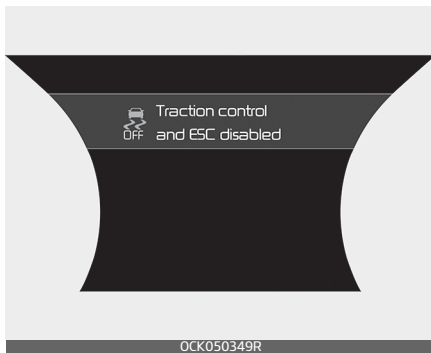 Traction control
OFF and ESC disabled
OCK050349R